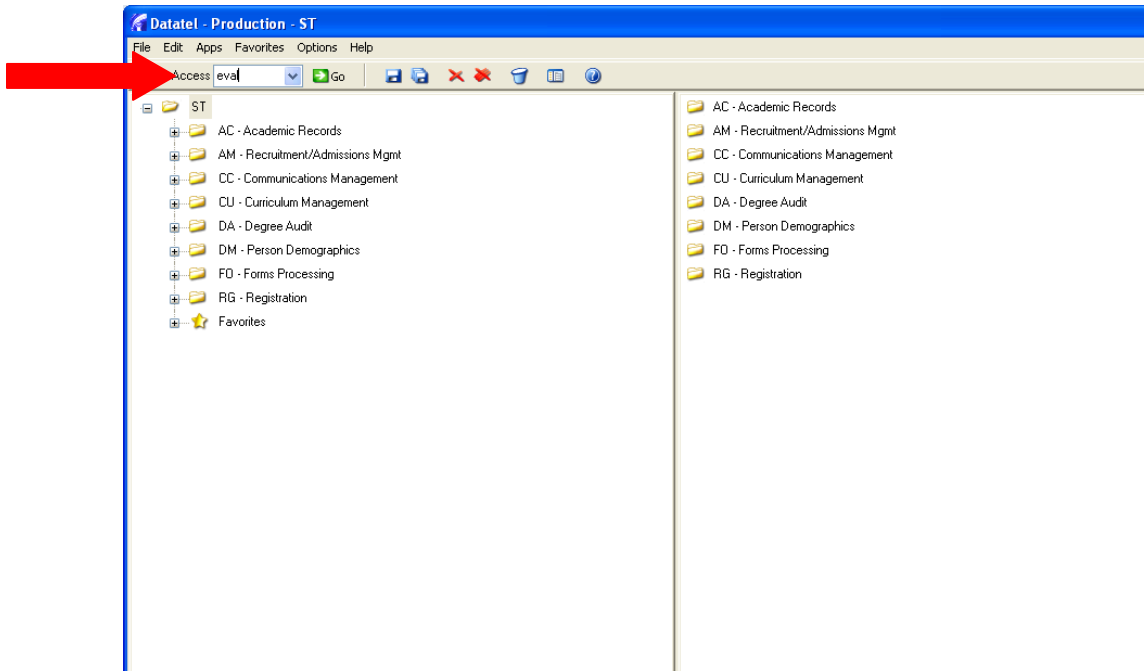 Datatel - Production - ST
File Edit Apps Favorites Options Help
Access eval Go
ST
AC - Academic Records
AM - Recruitment/Admissions Mgmt
CC - Communications Management
CU - Curriculum Management
DA - Degree Audit
DM - Person Demographics
FO - Forms Processing
RG - Registration
Favorites
AC - Academic Records
AM - Recruitment/Admissions Mgmt
CC - Communications Management
CU - Curriculum Management
DA - Degree Audit
DM - Person Demographics
FO - Forms Processing
RG - Registration